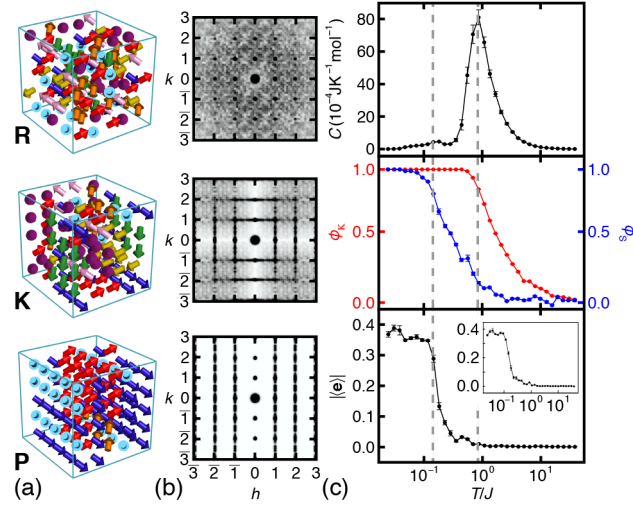 R
K
P
(a)
3
2
1
k 0
1̅
2̅
3̅
3
2
1
k 0
1̅
2̅
3̅
3
2
1
k 0
1̅
2̅
3̅
3̅ 2̅ 1̅ 0 1 2 3
h
(b)
C (10⁻⁴JK⁻¹mol⁻¹)
80
60
40
20
0
ϕK
1.0
0.5
0.0
1.0
0.5
0.0
ϕS
|⟨e⟩|
0.4
0.3
0.2
0.1
0.0
0.4
0.2
0.0
10⁻¹ 10⁰ 10¹
10⁻¹ 10⁰ 10¹
T/J
(c)